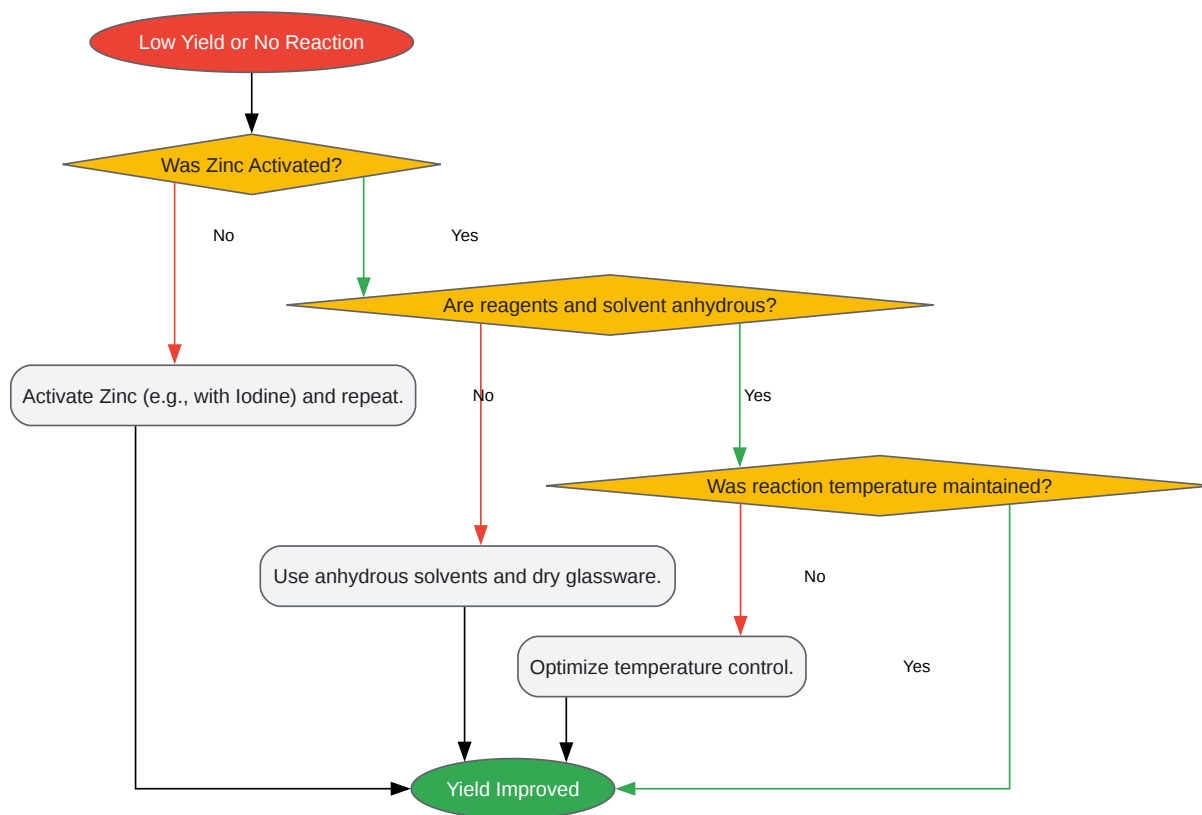 Low Yield or No Reaction
Was Zinc Activated?
No
Yes
Are reagents and solvent anhydrous?
Activate Zinc (e.g., with Iodine) and repeat.
No
Yes
Was reaction temperature maintained?
Use anhydrous solvents and dry glassware.
No
Optimize temperature control.
Yes
Yield Improved